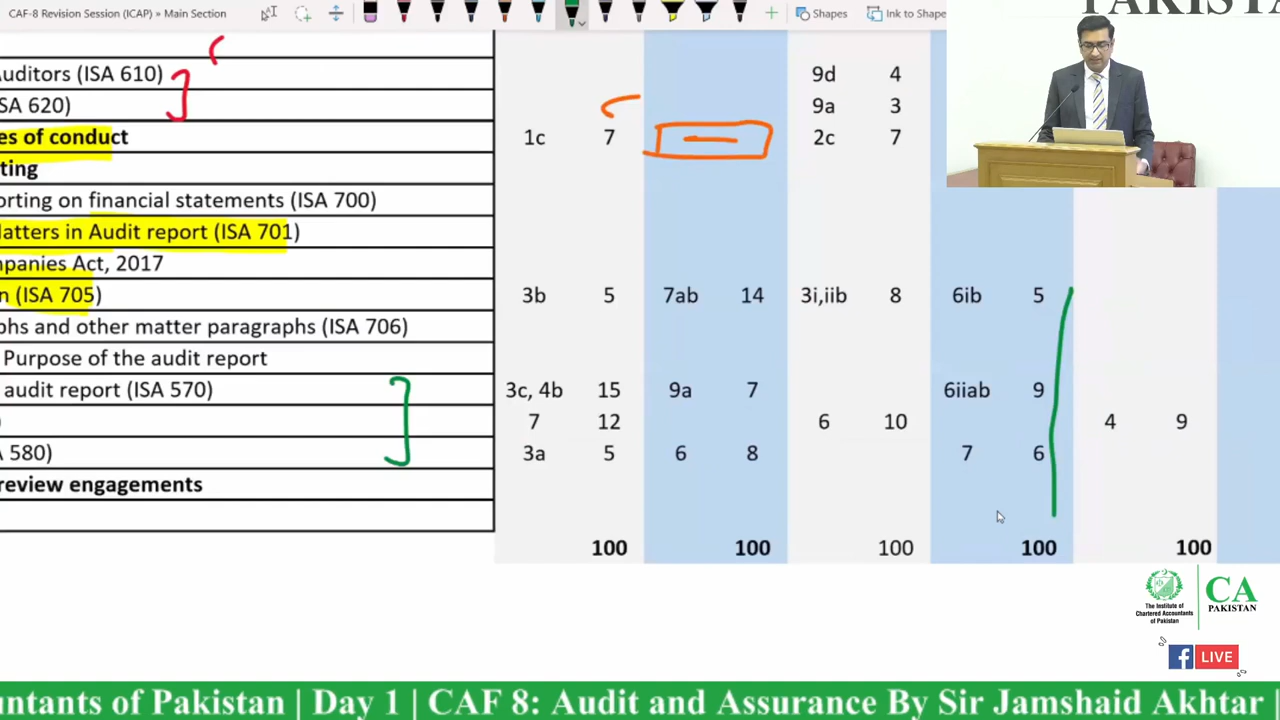 CAF-8 Revision Session (ICAP) » Main Section
Shapes
Ink to Shape
PAKISTA
Auditors (ISA 610) 9d 4
SA 620) 9a 3
es of conduct 1c 7 2c 7
ting
orting on financial statements (ISA 700)
Matters in Audit report (ISA 701)
mpanies Act, 2017
n (ISA 705) 3b 5 7ab 14 3i,iib 8 6ib 5
phs and other matter paragraphs (ISA 706)
Purpose of the audit report
audit report (ISA 570) 3c, 4b 15 9a 7 6iiab 9
) 7 12 6 10 4 9
A 580) 3a 5 6 8 7 6
review engagements
100 100 100 100 100
The Institute of
Chartered Accountants
of Pakistan
CA
PAKISTAN
LIVE
ntants of Pakistan | Day 1 | CAF 8: Audit and Assurance By Sir Jamshaid Akhtar |